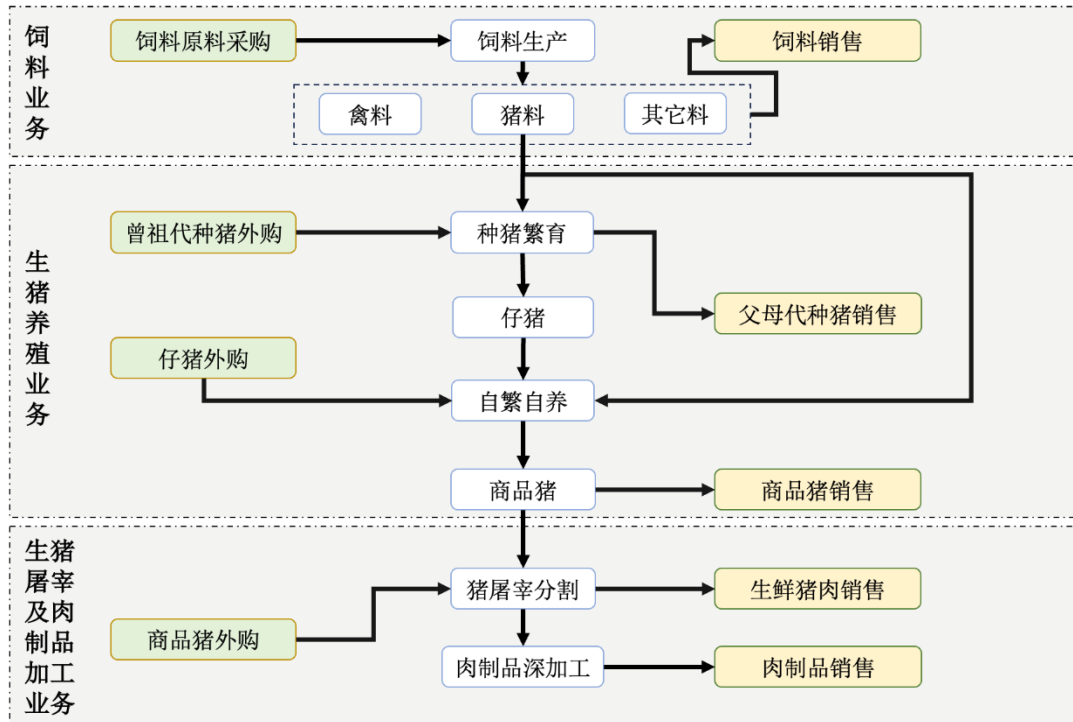 饲料业务
饲料原料采购
饲料生产
饲料销售
禽料
猪料
其它料
生猪养殖业务
曾祖代种猪外购
种猪繁育
仔猪
父母代种猪销售
仔猪外购
自繁自养
商品猪
商品猪销售
生猪
屠宰
及肉
制品
加工
业务
猪屠宰分割
生鲜猪肉销售
商品猪外购
肉制品深加工
肉制品销售